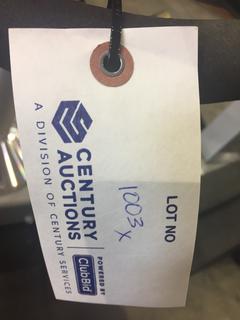 LOT NO
1003x
CENTURY
AUCTIONS
A DIVISION OF CENTURY SERVICES
POWERED BY
ClubBid